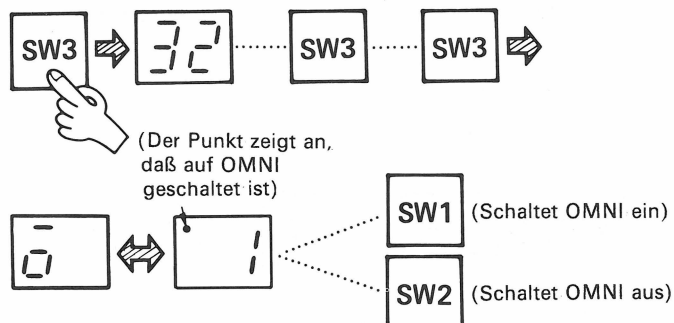 SW3 32 SW3 SW3
(Der Punkt zeigt an,
daß auf OMNI
geschaltet ist)
SW1 (Schaltet OMNI ein)
ō 1
SW2 (Schaltet OMNI aus)